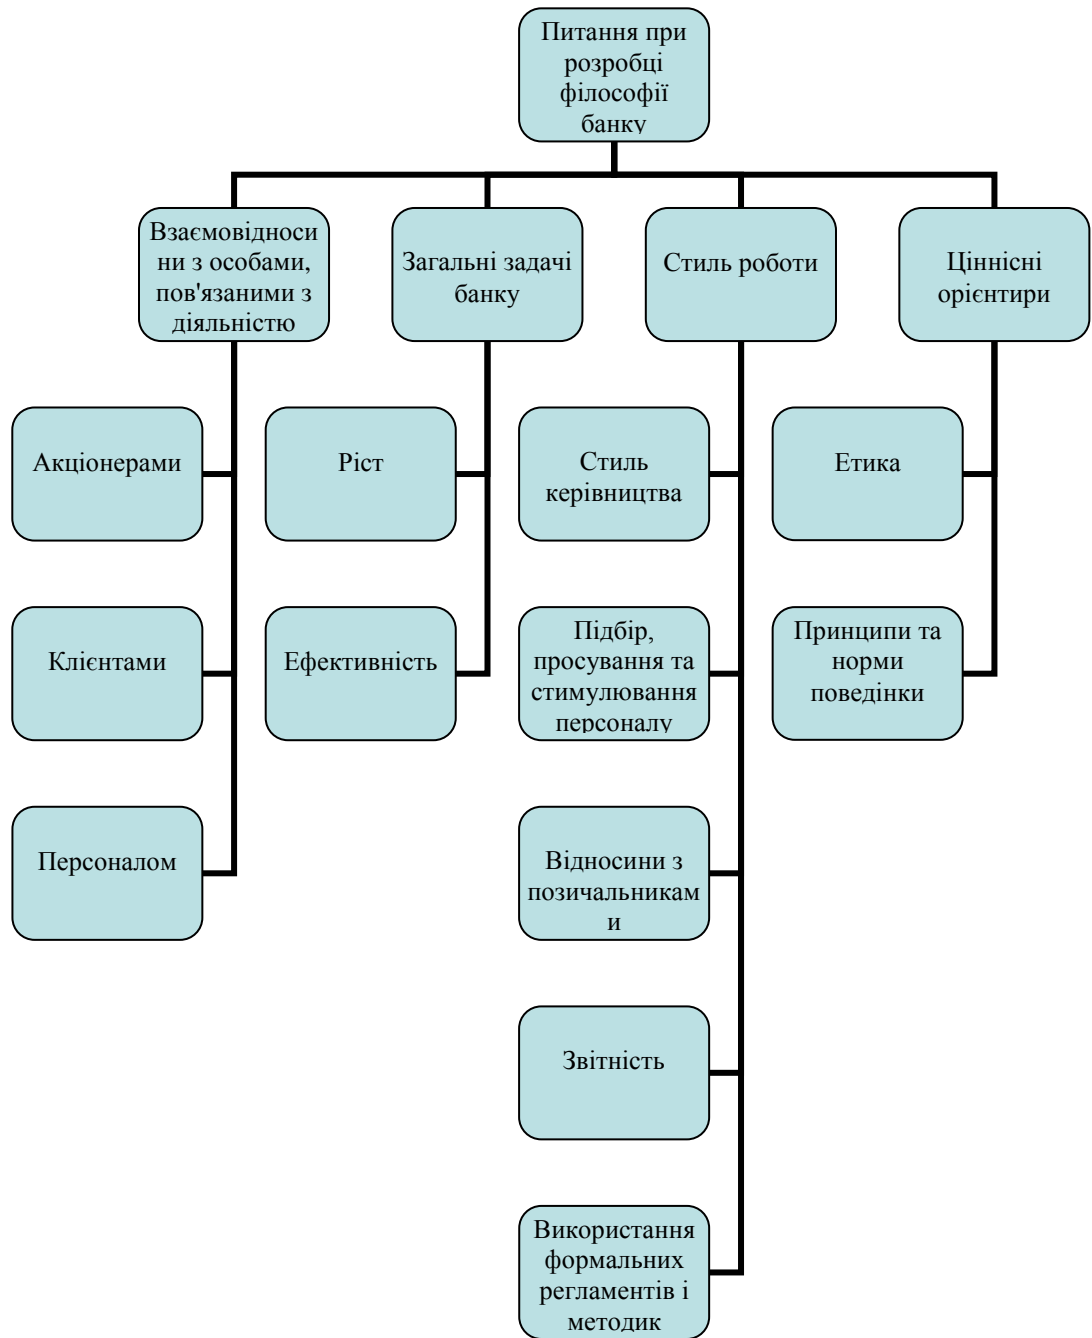 Питання при
розробці
філософії
банку
Взаємовідноси
ни з особами,
пов'язаними з
діяльністю
Загальні задачі
банку
Стиль роботи
Ціннісні
орієнтири
Акціонерами
Ріст
Стиль
керівництва
Етика
Клієнтами
Ефективність
Підбір,
просування та
стимулювання
персоналу
Принципи та
норми
поведінки
Персоналом
Відносини з
позичальникам
и
Звітність
Використання
формальних
регламентів і
методик